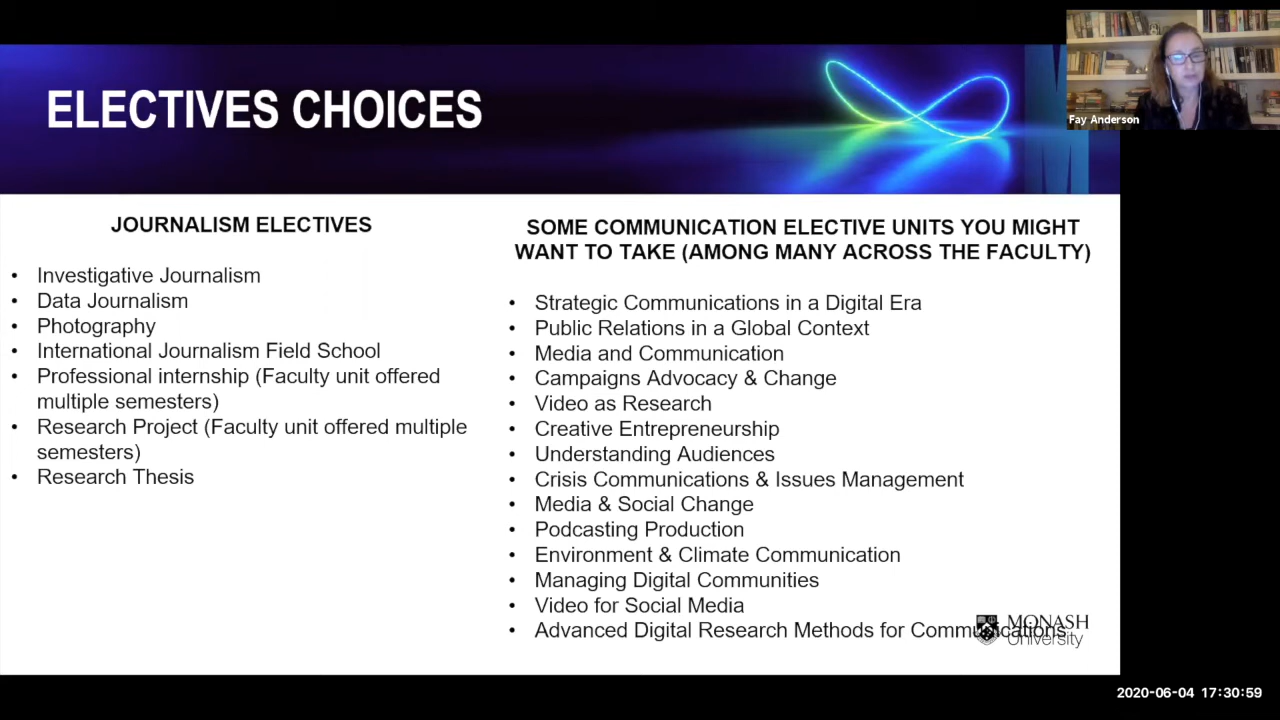 ELECTIVES CHOICES
Fay Anderson
JOURNALISM ELECTIVES
• Investigative Journalism
• Data Journalism
• Photography
• International Journalism Field School
• Professional internship (Faculty unit offered
multiple semesters)
• Research Project (Faculty unit offered multiple
semesters)
• Research Thesis
SOME COMMUNICATION ELECTIVE UNITS YOU MIGHT
WANT TO TAKE (AMONG MANY ACROSS THE FACULTY)
• Strategic Communications in a Digital Era
• Public Relations in a Global Context
• Media and Communication
• Campaigns Advocacy & Change
• Video as Research
• Creative Entrepreneurship
• Understanding Audiences
• Crisis Communications & Issues Management
• Media & Social Change
• Podcasting Production
• Environment & Climate Communication
• Managing Digital Communities
• Video for Social Media
• Advanced Digital Research Methods for Communications
MONASH
University
2020-06-04 17:30:59